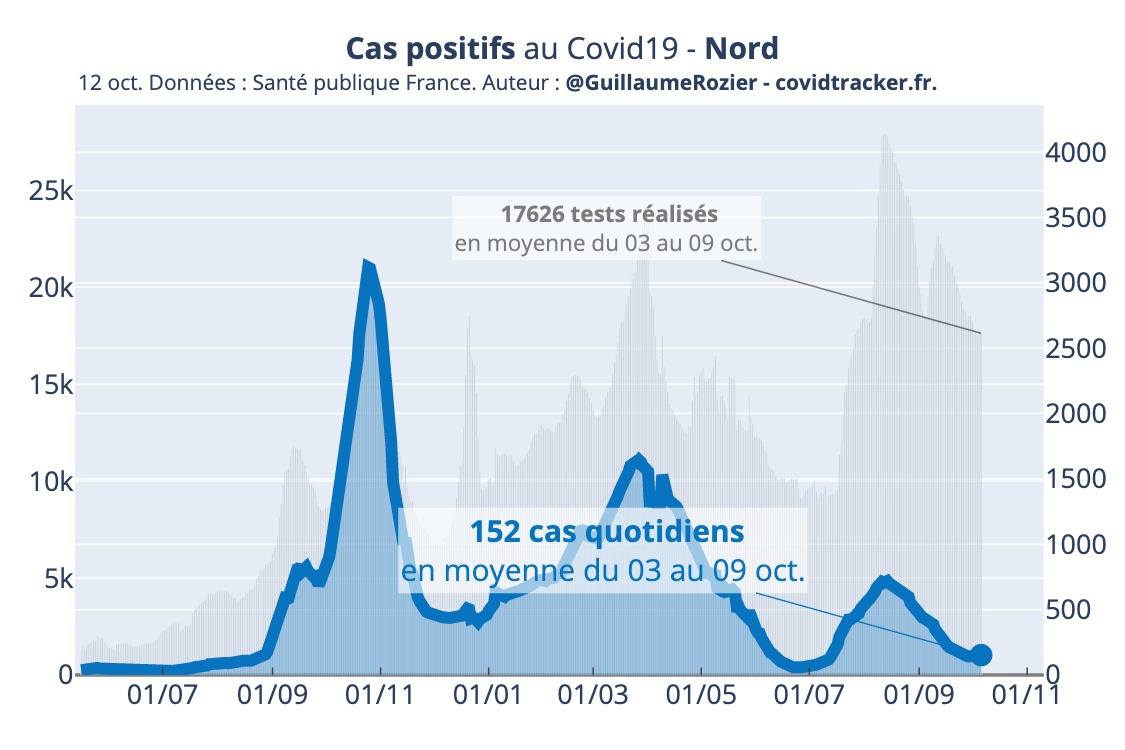 Cas positifs au Covid19 - Nord
12 oct. Données : Santé publique France. Auteur : @GuillaumeRozier - covidtracker.fr.
4000
25k
17626 tests réalisés
3500
en moyenne du 03 au 09 oct.
20k
3000
2500
15k
2000
10k
1500
152 cas quotidiens
1000
en moyenne du 03 au 09 oct.
5k
500
0
0
01/07
01/09
01/11
01/01
01/03
01/05
01/07
01/09
01/11